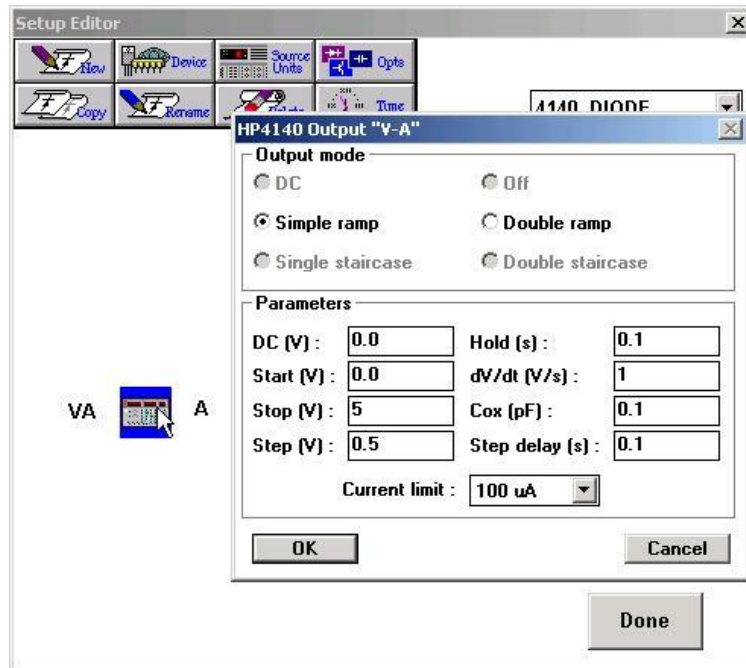 Setup Editor
New Device Source Units Opts
Copy Rename Delete Time
4140 DIODE
HP4140 Output "V-A"
Output mode
DC Off
Simple ramp Double ramp
Single staircase Double staircase
Parameters
DC (V) : 0.0 Hold (s) : 0.1
Start (V) : 0.0 dV/dt (V/s) : 1
Stop (V) : 5 Cox (pF) : 0.1
Step (V) : 0.5 Step delay (s) : 0.1
VA A
Current limit : 100 uA
OK Cancel
Done